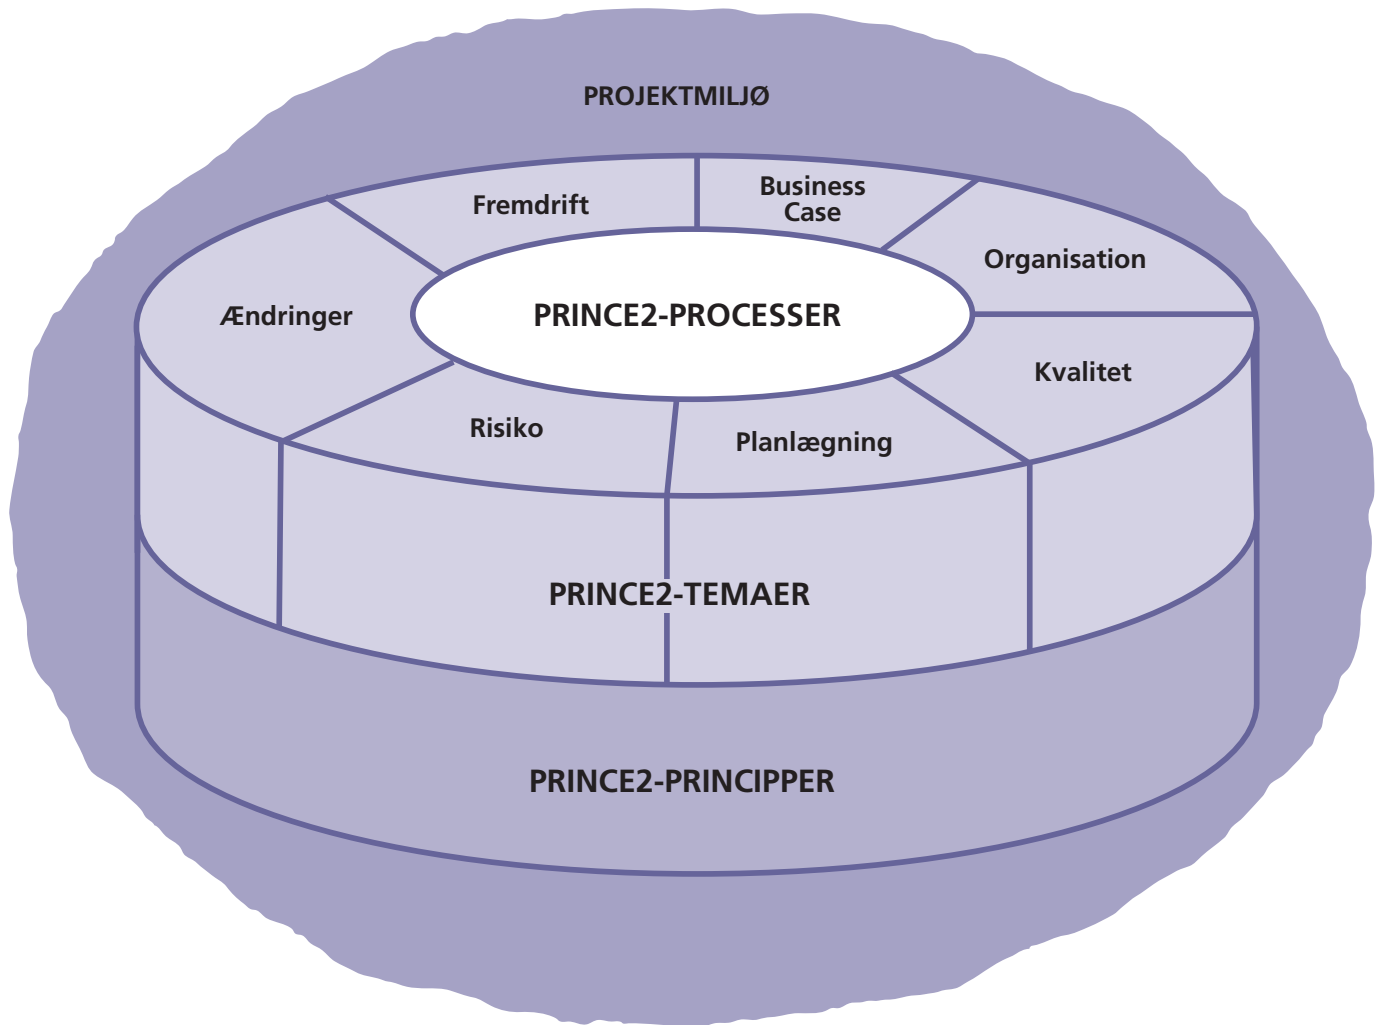 PROJEKTMILJØ
Fremdrift
Business
Case
Organisation
Ændringer
PRINCE2-PROCESSER
Kvalitet
Risiko
Planlægning
PRINCE2-TEMAER
PRINCE2-PRINCIPPER